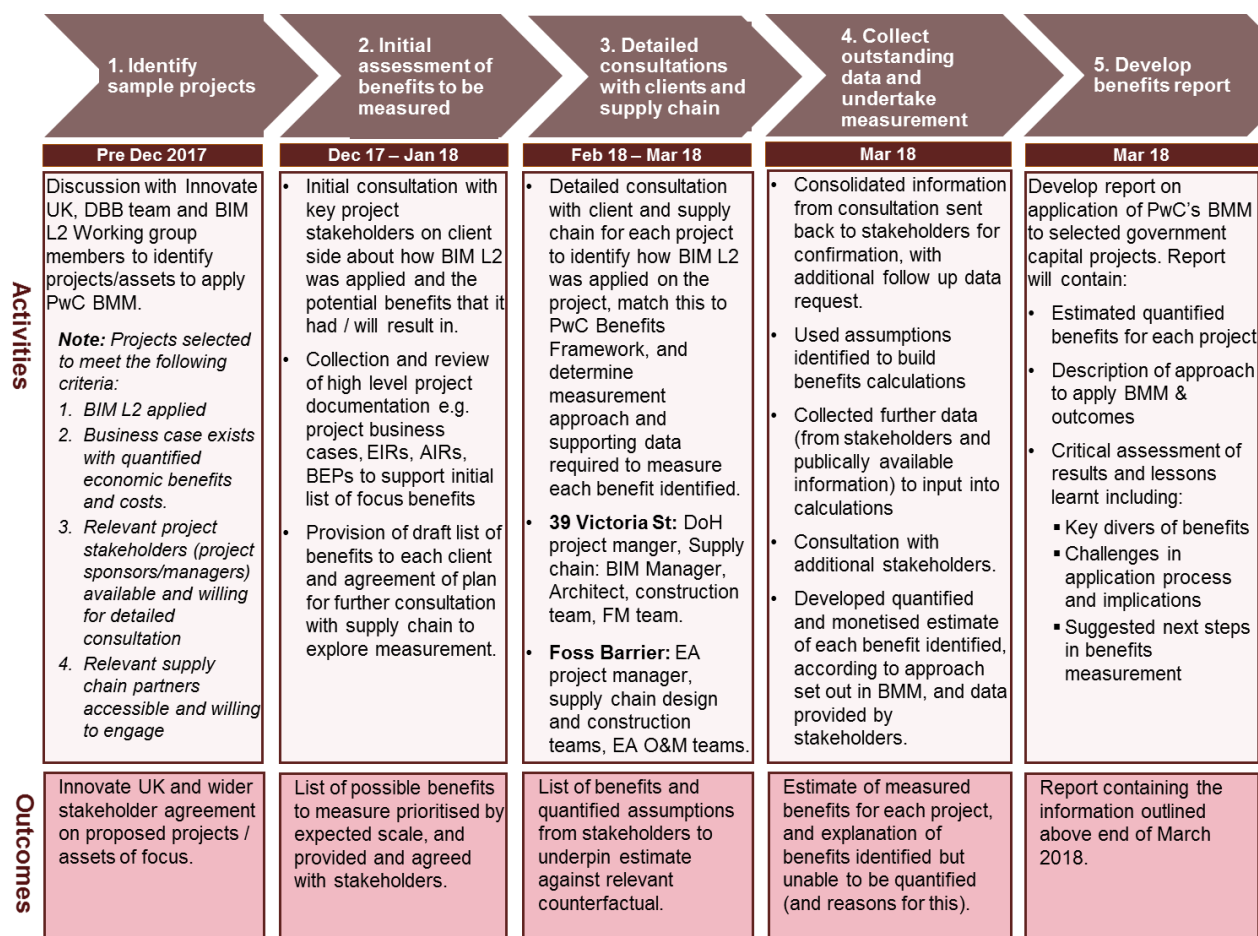 1. Identify
sample projects
2. Initial
assessment of
benefits to be
measured
3. Detailed
consultations
with clients and
supply chain
4. Collect
outstanding
data and
undertake
measurement
5. Develop
benefits report
Pre Dec 2017
Dec 17 – Jan 18
Feb 18 – Mar 18
Mar 18
Mar 18
Activities
Discussion with Innovate
UK, DBB team and BIM
L2 Working group
members to identify
projects/assets to apply
PwC BMM.
Note: Projects selected
to meet the following
criteria:
1. BIM L2 applied
2. Business case exists
with quantified
economic benefits
and costs.
3. Relevant project
stakeholders (project
sponsors/managers)
available and willing
for detailed
consultation
4. Relevant supply
chain partners
accessible and willing
to engage
• Initial consultation with
key project
stakeholders on client
side about how BIM L2
was applied and the
potential benefits that it
had / will result in.
• Collection and review
of high level project
documentation e.g.
project business
cases, EIRs, AIRs,
BEPs to support initial
list of focus benefits
• Provision of draft list of
benefits to each client
and agreement of plan
for further consultation
with supply chain to
explore measurement.
• Detailed consultation
with client and supply
chain for each project
to identify how BIM L2
was applied on the
project, match this to
PwC Benefits
Framework, and
determine
measurement
approach and
supporting data
required to measure
each benefit identified.
• 39 Victoria St: DoH
project manger, Supply
chain: BIM Manager,
Architect, construction
team, FM team.
• Foss Barrier: EA
project manager,
supply chain design
and construction
teams, EA O&M teams.
• Consolidated information
from consultation sent
back to stakeholders for
confirmation, with
additional follow up data
request.
• Used assumptions
identified to build
benefits calculations
• Collected further data
(from stakeholders and
publically available
information) to input into
calculations
• Consultation with
additional stakeholders.
• Developed quantified
and monetised estimate
of each benefit identified,
according to approach
set out in BMM, and data
provided by
stakeholders.
Develop report on
application of PwC's BMM
to selected government
capital projects. Report
will contain:
• Estimated quantified
benefits for each project
• Description of approach
to apply BMM &
outcomes
• Critical assessment of
results and lessons
learnt including:
▪ Key divers of benefits
▪ Challenges in
application process
and implications
▪ Suggested next steps
in benefits
measurement
Outcomes
Innovate UK and wider
stakeholder agreement
on proposed projects /
assets of focus.
List of possible benefits
to measure prioritised by
expected scale, and
provided and agreed
with stakeholders.
List of benefits and
quantified assumptions
from stakeholders to
underpin estimate
against relevant
counterfactual.
Estimate of measured
benefits for each project,
and explanation of
benefits identified but
unable to be quantified
(and reasons for this).
Report containing the
information outlined
above end of March
2018.